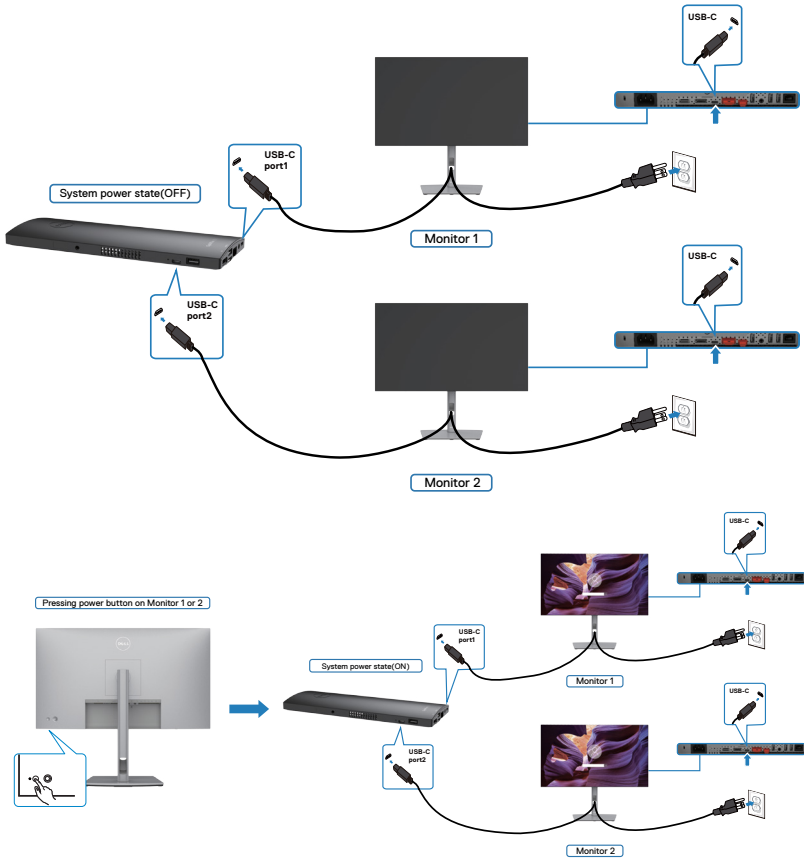 USB-C
USB-C
port1
System power state(OFF)
Monitor 1
USB-C
USB-C
port2
Monitor 2
USB-C
Pressing power button on Monitor 1 or 2
USB-C
port1
System power state(ON)
Monitor 1
USB-C
USB-C
port2
Monitor 2
DELL